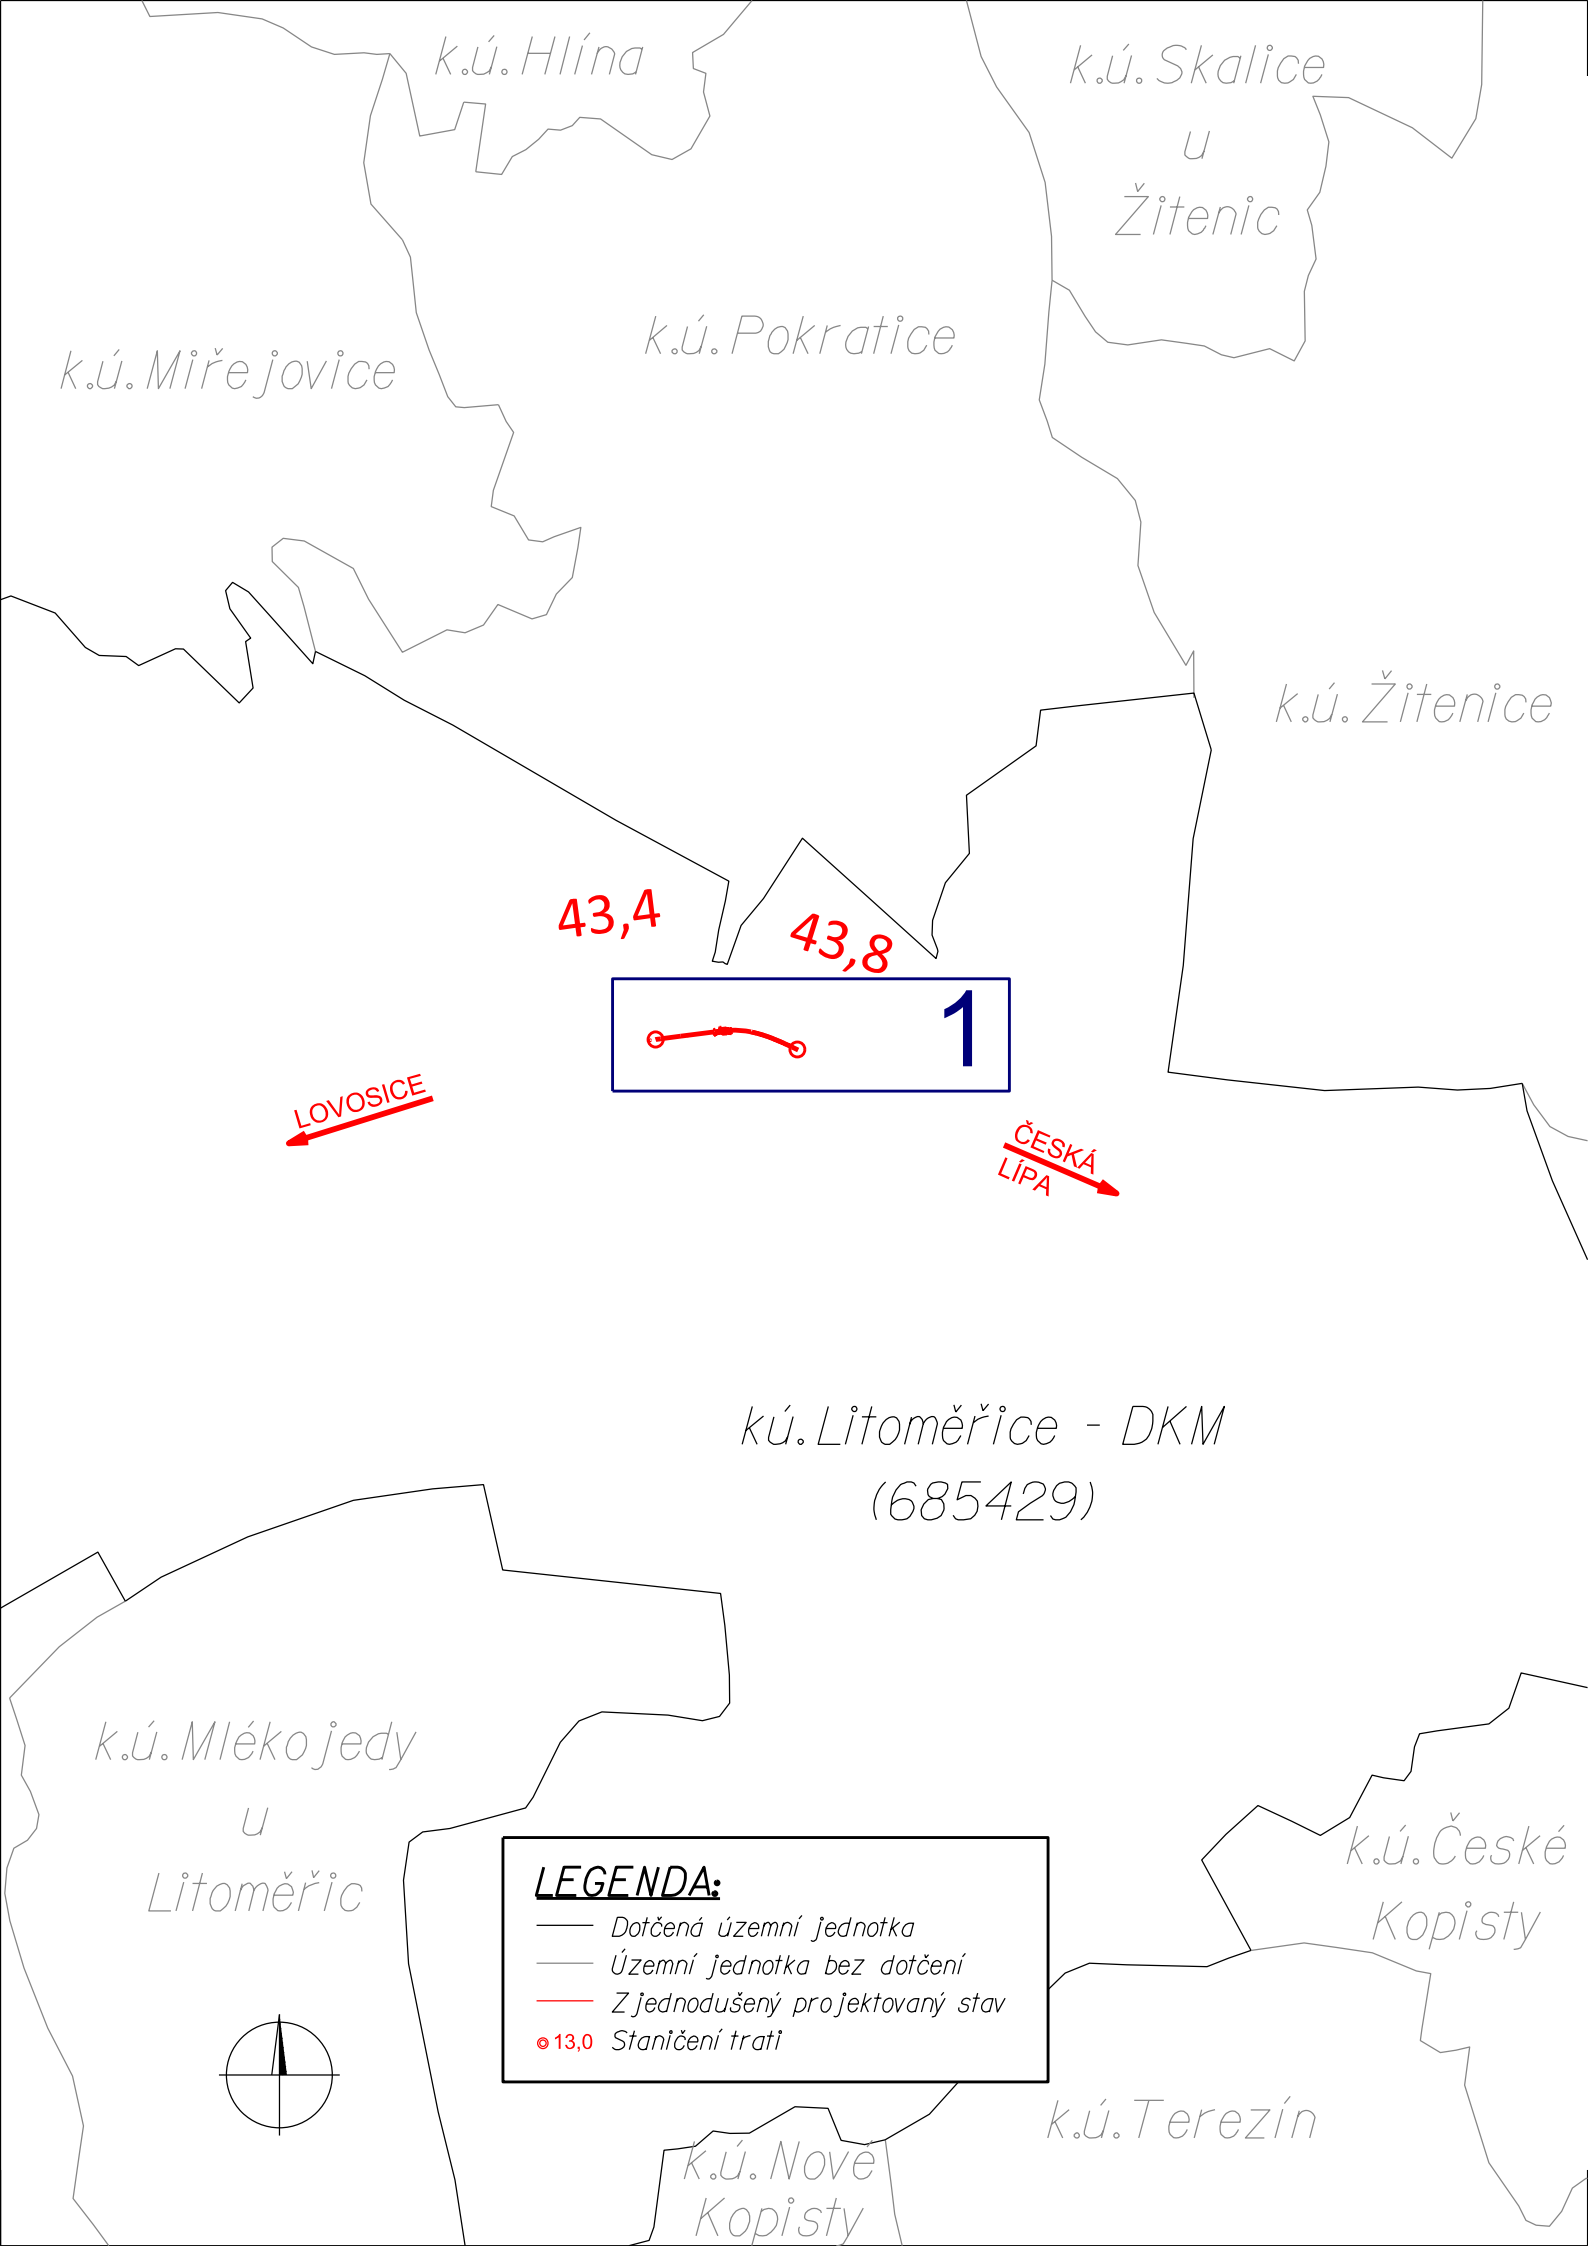 k.ú.Hlína
k.ú.Skalice
u
Žitenic
k.ú.Pokratice
k.ú.Miřejovice
k.ú.Žitenice
43,4
43,8
1
LOVOSICE
ČESKÁ
LÍPA
kú.Litoměřice - DKM
(685429)
k.ú.Mlékojedy
u
Litoměřic
k.ú.České
Kopisty
LEGENDA:
Dotčená územní jednotka
Územní jednotka bez dotčení
Zjednodušený projektovaný stav
13,0 Staničení trati
k.ú.Terezín
k.ú.Nové
Kopisty